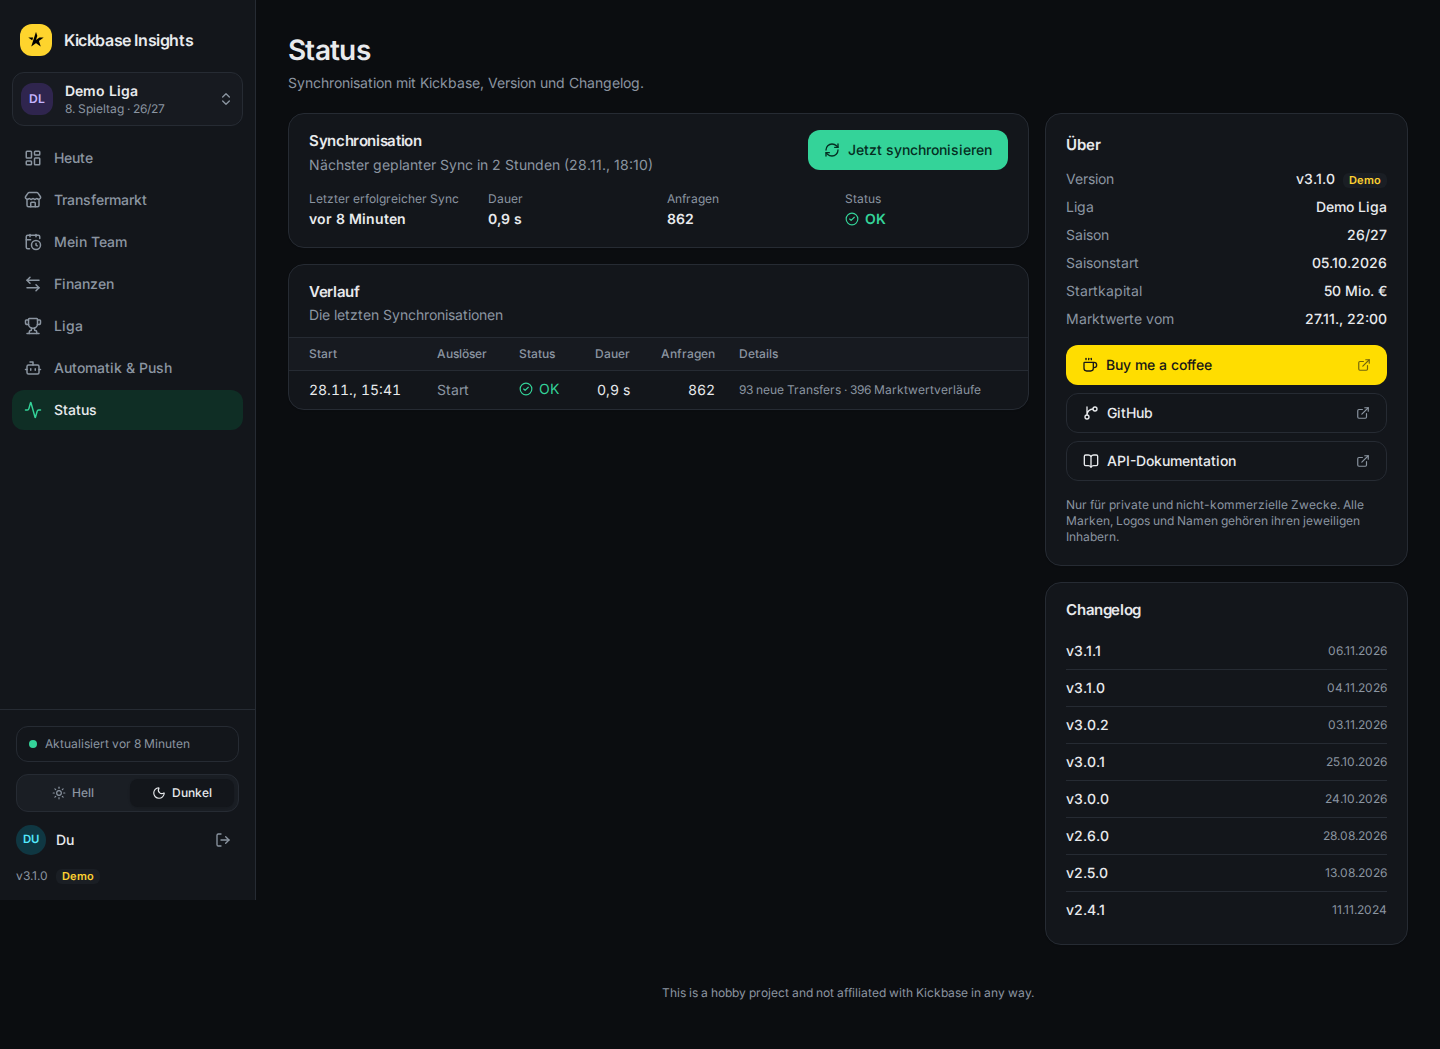 Kickbase Insights
DL
Demo Liga
8. Spieltag · 26/27
Heute
Transfermarkt
Mein Team
Finanzen
Liga
Automatik & Push
Status
Aktualisiert vor 8 Minuten
Hell
Dunkel
DU
Du
v3.1.0
Demo
Status
Synchronisation mit Kickbase, Version und Changelog.
Synchronisation
Nächster geplanter Sync in 2 Stunden (28.11., 18:10)
Jetzt synchronisieren
Letzter erfolgreicher Sync
vor 8 Minuten
Dauer
0,9 s
Anfragen
862
Status
OK
Verlauf
Die letzten Synchronisationen
Start Auslöser Status Dauer Anfragen Details
28.11., 15:41 Start OK 0,9 s 862 93 neue Transfers · 396 Marktwertverläufe
Über
Version v3.1.0 Demo
Liga Demo Liga
Saison 26/27
Saisonstart 05.10.2026
Startkapital 50 Mio. €
Marktwerte vom 27.11., 22:00
Buy me a coffee
GitHub
API-Dokumentation
Nur für private und nicht-kommerzielle Zwecke. Alle
Marken, Logos und Namen gehören ihren jeweiligen
Inhabern.
Changelog
v3.1.1 06.11.2026
v3.1.0 04.11.2026
v3.0.2 03.11.2026
v3.0.1 25.10.2026
v3.0.0 24.10.2026
v2.6.0 28.08.2026
v2.5.0 13.08.2026
v2.4.1 11.11.2024
This is a hobby project and not affiliated with Kickbase in any way.